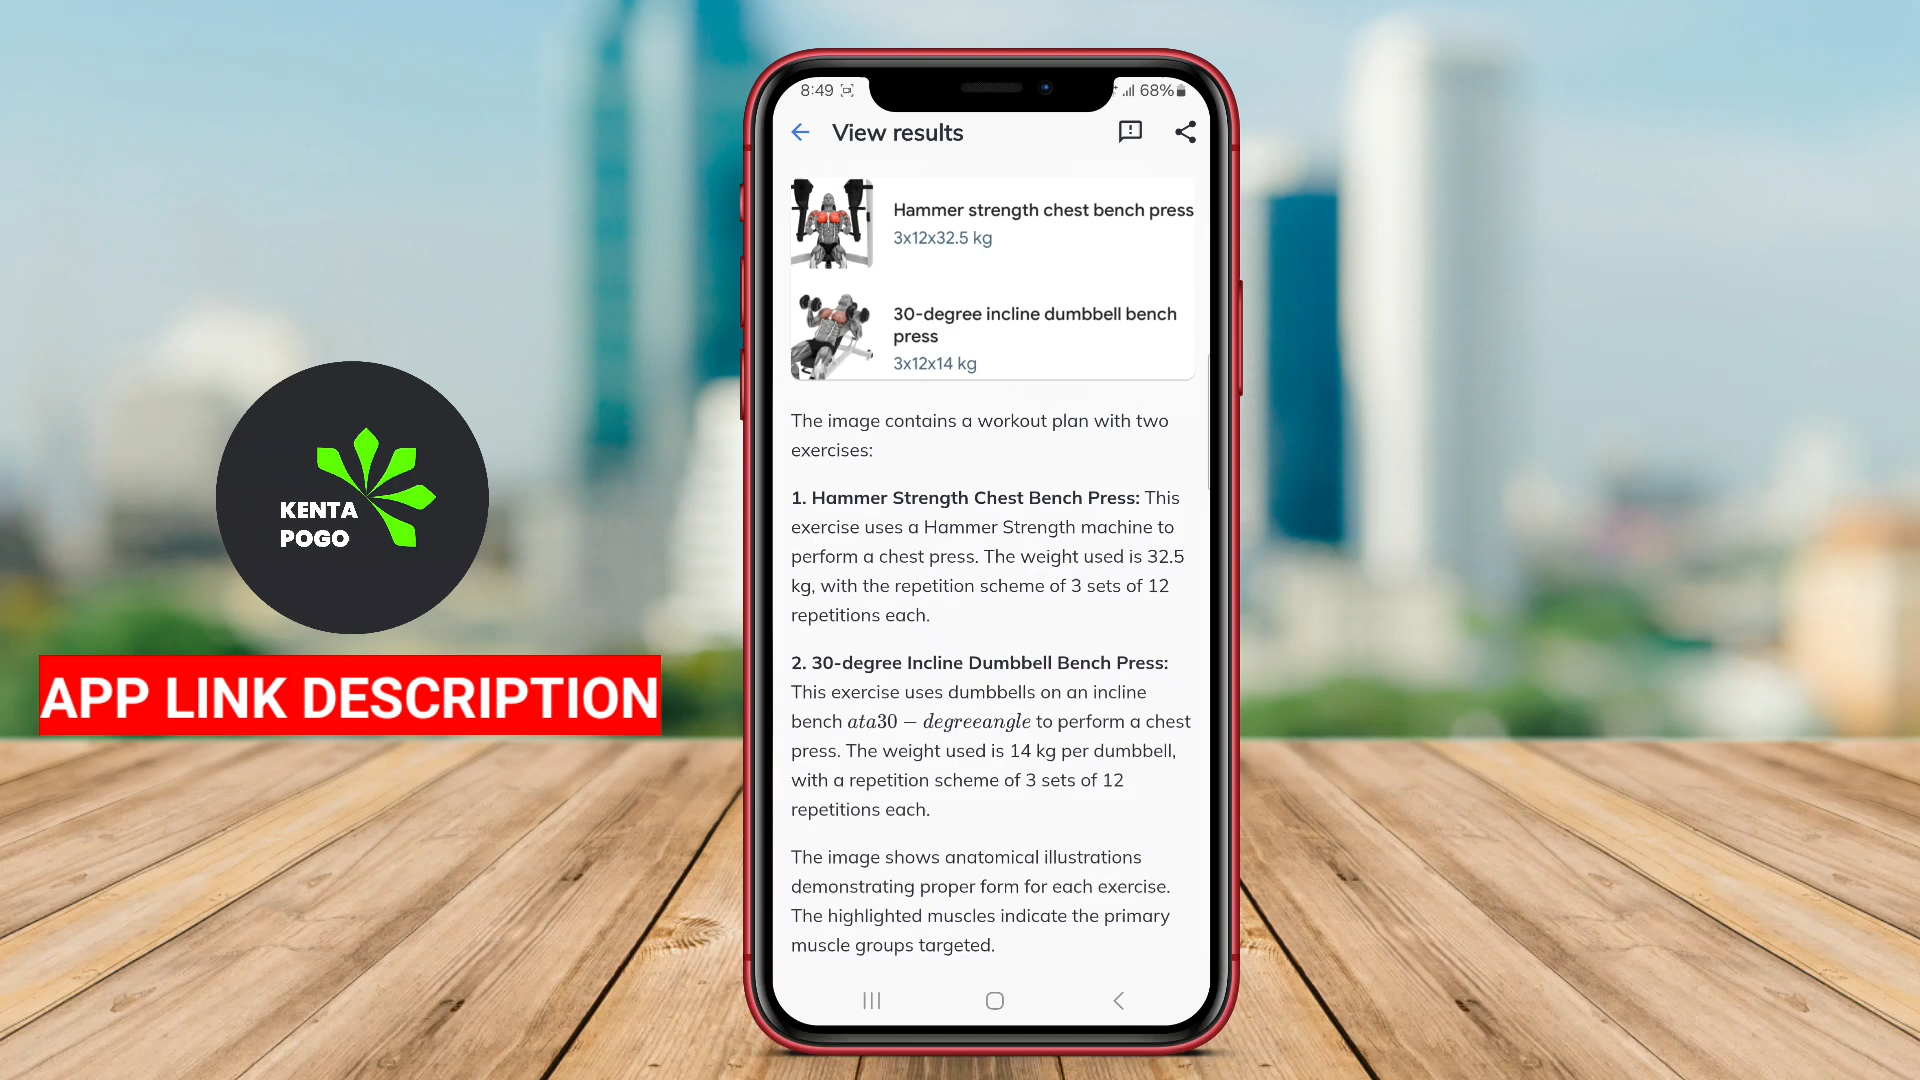 KENTA
POGO
APP LINK DESCRIPTION
8:49
68%
View results
Hammer strength chest bench press
3x12x32.5 kg
30-degree incline dumbbell bench
press
3x12x14 kg
The image contains a workout plan with two
exercises:
1. Hammer Strength Chest Bench Press: This
exercise uses a Hammer Strength machine to
perform a chest press. The weight used is 32.5
kg, with the repetition scheme of 3 sets of 12
repetitions each.
2. 30-degree Incline Dumbbell Bench Press:
This exercise uses dumbbells on an incline
bench ata30 − degreeangle to perform a chest
press. The weight used is 14 kg per dumbbell,
with a repetition scheme of 3 sets of 12
repetitions each.
The image shows anatomical illustrations
demonstrating proper form for each exercise.
The highlighted muscles indicate the primary
muscle groups targeted.